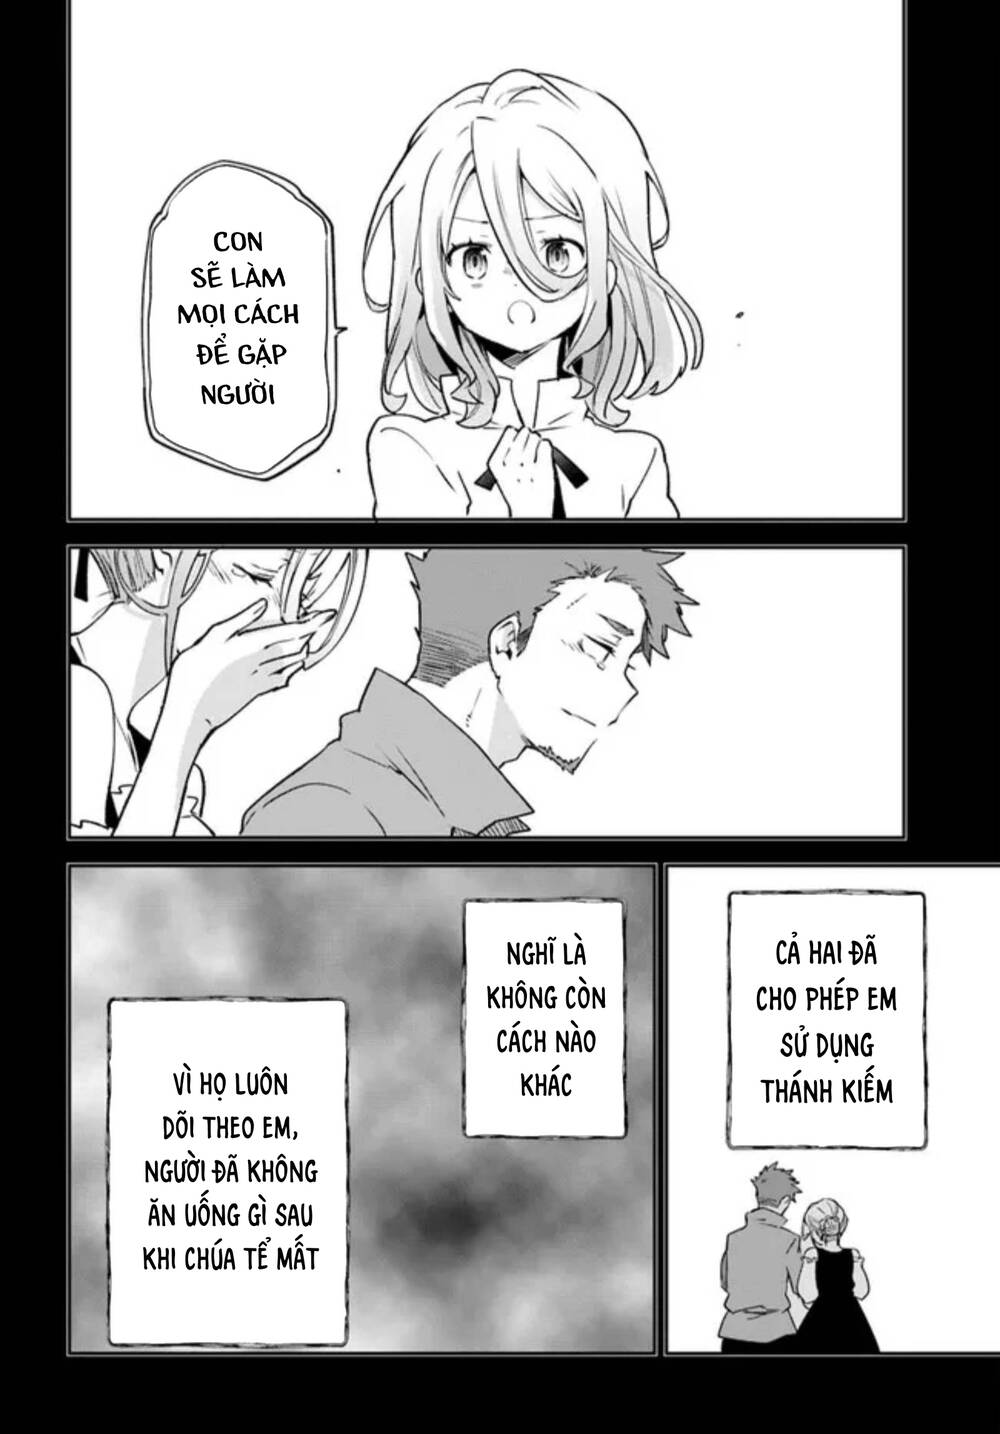 CON
SẼ LÀM
MỌI CÁCH
ĐỂ GẶP
NGƯỜI
CẢ HAI ĐÃ
CHO PHÉP EM
SỬ DỤNG
THÁNH KIẾM
NGHĨ LÀ
KHÔNG CÒN
CÁCH NÀO
KHÁC
VÌ HỌ LUÔN
DÕI THEO EM,
NGƯỜI ĐÃ KHÔNG
ĂN UỐNG GÌ SAU
KHI CHÚA TỂ MẤT